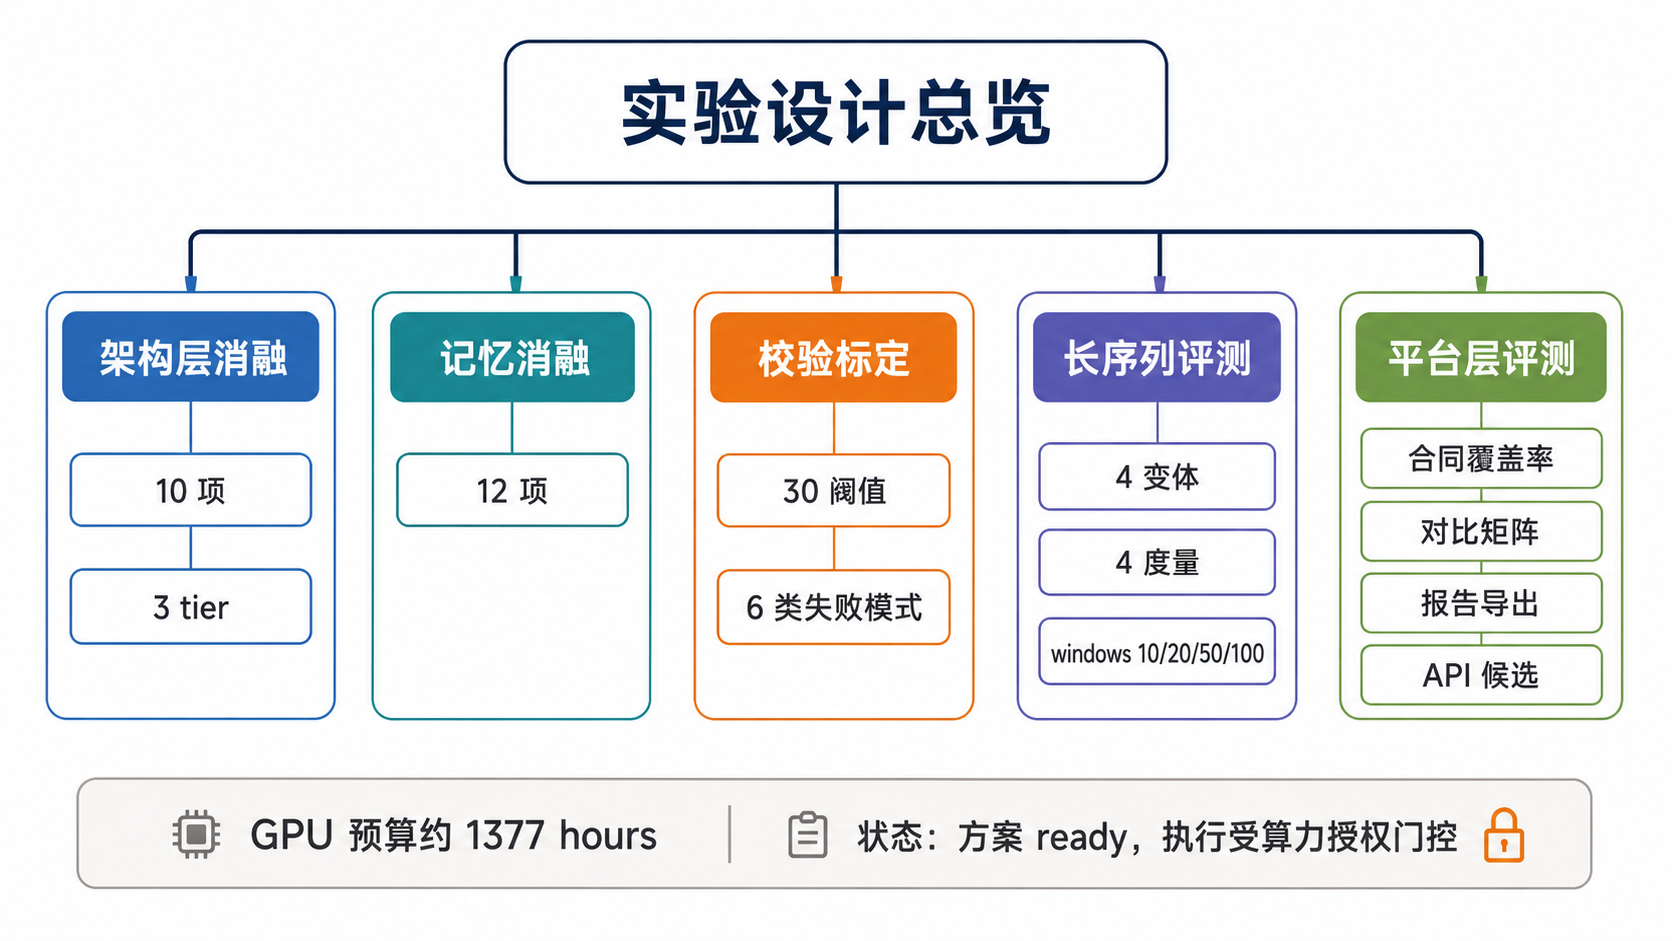 实验设计总览
架构层消融
10 项
3 tier
记忆消融
12 项
校验标定
30 阈值
6 类失败模式
长序列评测
4 变体
4 度量
windows 10/20/50/100
平台层评测
合同覆盖率
对比矩阵
报告导出
API 候选
GPU 预算约 1377 hours
状态：方案 ready，执行受算力授权门控